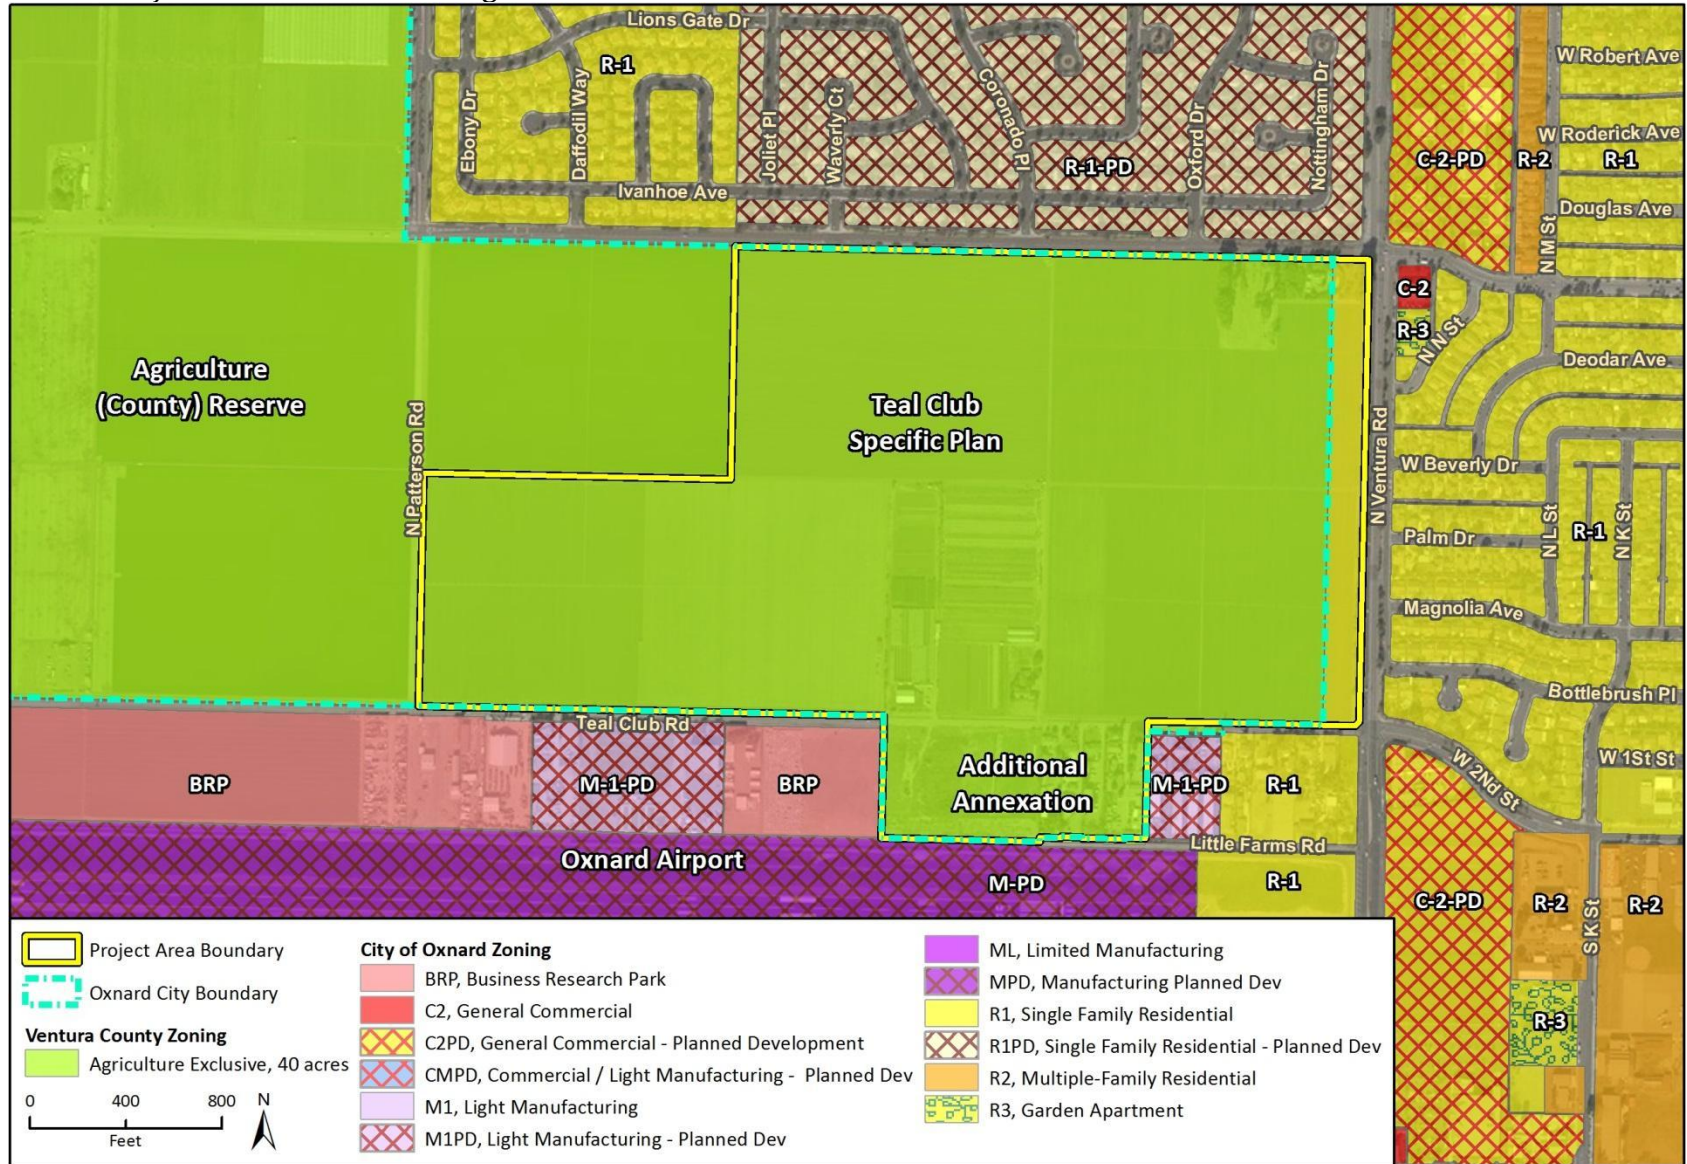 Lions Gate Dr
R-1
Ebony Dr
Daffodil Way
Joliet Pl
Waverly Ct
Coronado Pl
R-1-PD
Oxford Dr
Nottingham Dr
Ivanhoe Ave
C-2-PD
R-2
W Robert Ave
W Roderick Ave
R-1
Douglas Ave
N M St
C-2
R-3
N N St
Deodar Ave
Agriculture
(County) Reserve
N Patterson Rd
Teal Club
Specific Plan
N Ventura Rd
W Beverly Dr
Palm Dr
N L St
R-1
N K St
Magnolia Ave
Bottlebrush Pl
Teal Club Rd
BRP
M-1-PD
BRP
Additional
Annexation
M-1-PD
R-1
W 2Nd St
W 1St St
Little Farms Rd
Oxnard Airport
M-PD
R-1
C-2-PD
R-2
S K St
R-2
R-3
Project Area Boundary
Oxnard City Boundary
Ventura County Zoning
Agriculture Exclusive, 40 acres
0 400 800
Feet
N
City of Oxnard Zoning
BRP, Business Research Park
C2, General Commercial
C2PD, General Commercial - Planned Development
CMPD, Commercial / Light Manufacturing - Planned Dev
M1, Light Manufacturing
M1PD, Light Manufacturing - Planned Dev
ML, Limited Manufacturing
MPD, Manufacturing Planned Dev
R1, Single Family Residential
R1PD, Single Family Residential - Planned Dev
R2, Multiple-Family Residential
R3, Garden Apartment